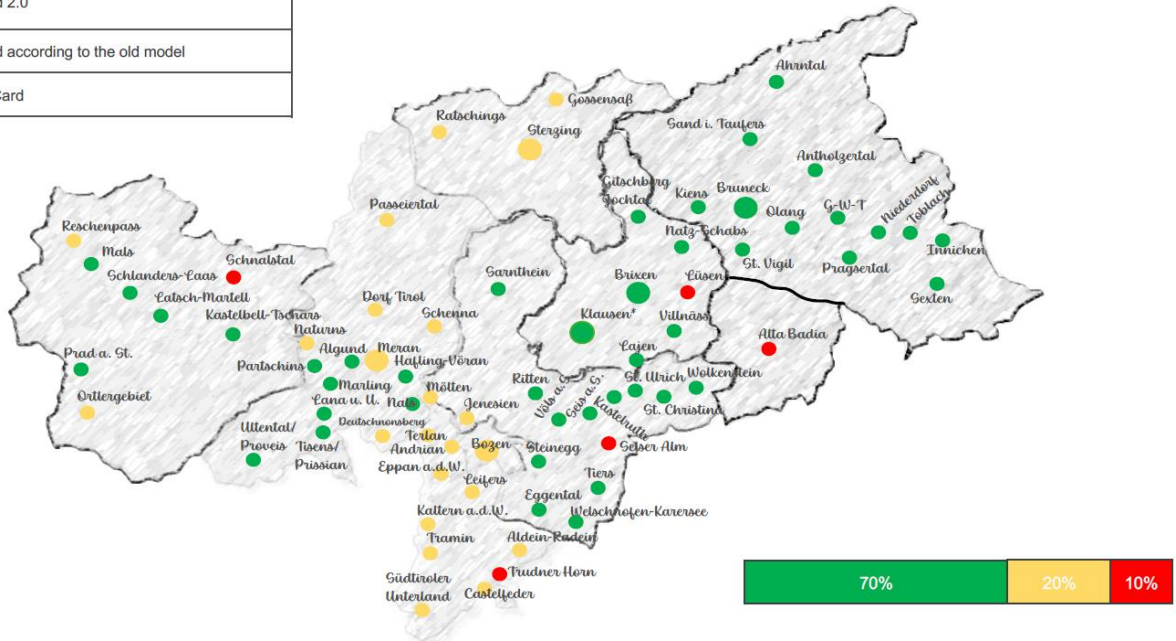 d 2.0
d according to the old model
Card
Ahrntal
Gossensaß
Ratschings
Sterzing
Sand i. Taufers
Antholzertal
Gitschberg
Jochtal
Kiens
Bruneck
Olang
G-W-T
Niederdorf
Toblach
Innichen
Passeiertal
Natz-Schabs
St. Vigil
Pragsertal
Sexten
Reschenpass
Mals
Schnalstal
Schlanders-Laas
Latsch-Martell
Kastelbell-Tschars
Sarnthein
Brixen
Lüsen
Klausen*
Villnöss
Dorf Tirol
Schenna
Naturns
Algund
Meran
Hafling-Vöran
Lajen
Alta Badia
Prad a. St.
Partschins
Marling
Mölten
Ritten
Völs a.S.
Seis a.S.
Kastelruth
St. Ulrich
Wolkenstein
St. Christina
Ortlergebiet
Lana u. U.
Nals
Jenesien
Ultental/
Proveis
Deutschnonsberg
Tisens/
Prissian
Terlan
Andrian
Bozen
Steinegg
Seiser Alm
Eppan a.d.W.
Leifers
Tiers
Eggental
Kaltern a.d.W.
Welschnofen-Karersee
Tramin
Aldein-Radein
Südtiroler
Unterland
Trudner Horn
Castelfeder
70%
20%
10%